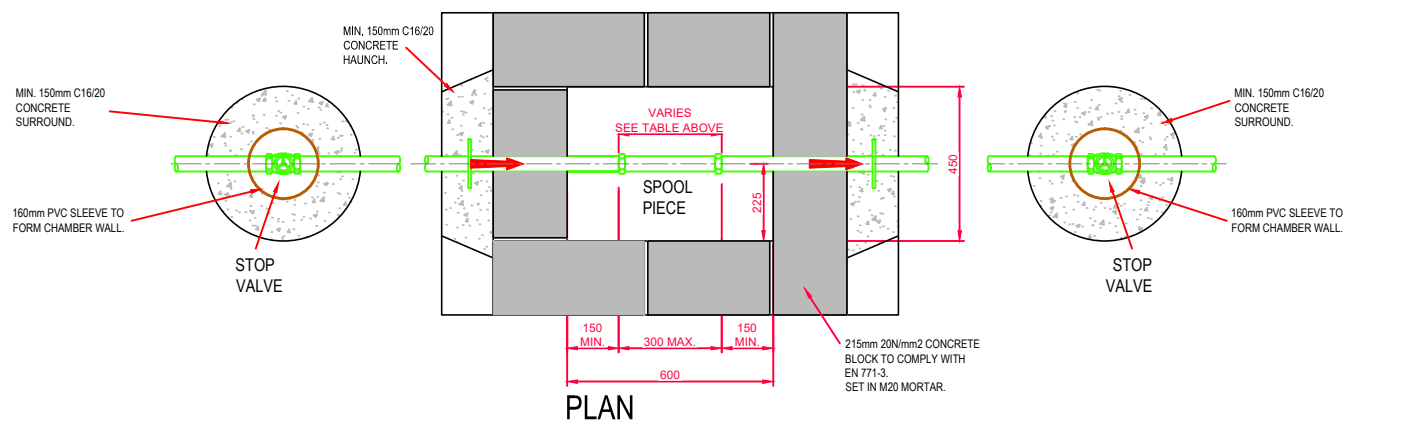 MIN. 150mm C16/20
CONCRETE
HAUNCH.
MIN. 150mm C16/20
CONCRETE
SURROUND.
160mm PVC SLEEVE TO
FORM CHAMBER WALL.
STOP
VALVE
VARIES
SEE TABLE ABOVE
SPOOL
PIECE
225
450
150
MIN.
300 MAX.
150
MIN.
600
215mm 20N/mm2 CONCRETE
BLOCK TO COMPLY WITH
EN 771-3.
SET IN M20 MORTAR.
MIN. 150mm C16/20
CONCRETE
SURROUND.
160mm PVC SLEEVE TO
FORM CHAMBER WALL.
STOP
VALVE
PLAN